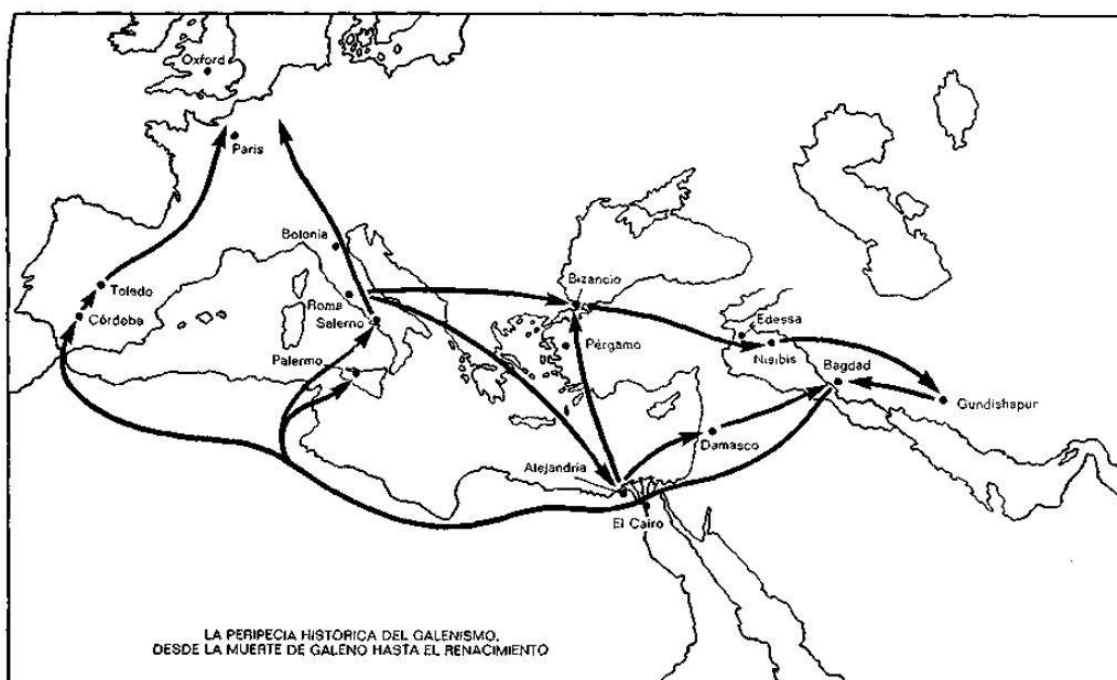 Oxford
París
Bolonia
Bizancio
Toledo
Roma
Edessa
Córdoba
Salerno
Pérgamo
Nisibis
Palermo
Bagdad
Gundishapur
Damasco
Alejandría
El Cairo
LA PERIPECIA HISTORICA DEL GALENISMO.
DESDE LA MUERTE DE GALENO HASTA EL RENACIMIENTO